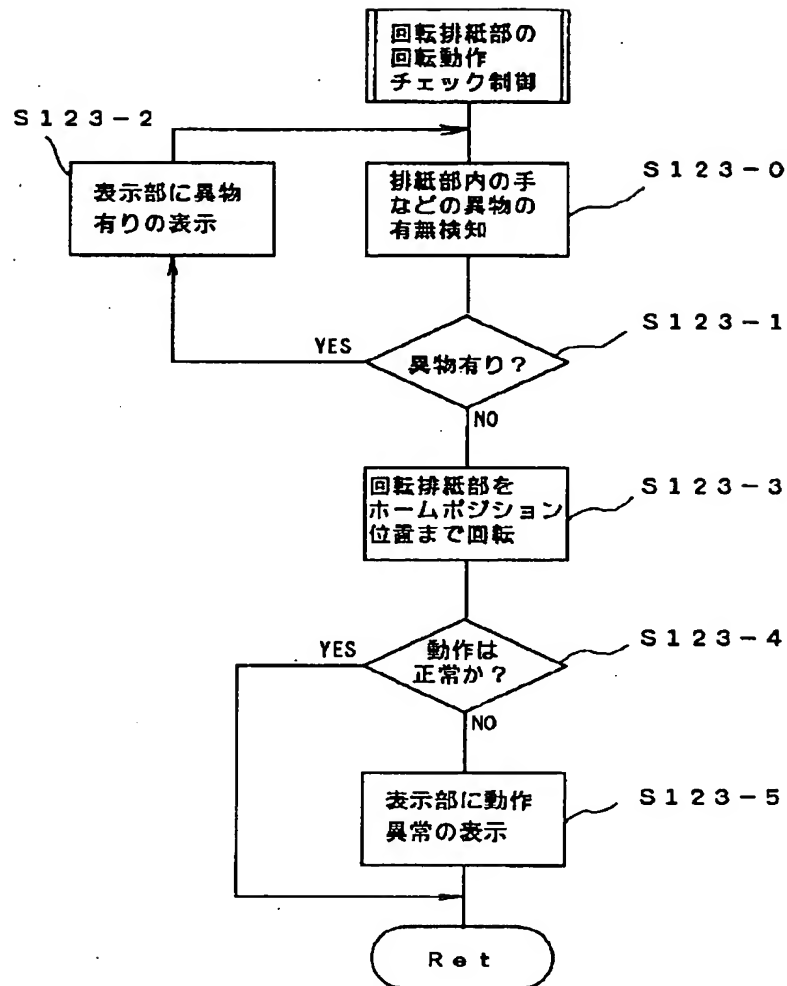 回転排紙部の
回転動作
チェック制御
S123-2
表示部に異物
有りの表示
排紙部内の手
などの異物の
有無検知
S123-0
YES
異物有り?
S123-1
NO
回転排紙部を
ホームポジション
位置まで回転
S123-3
YES
動作は
正常か?
S123-4
NO
表示部に動作
異常の表示
S123-5
Ret